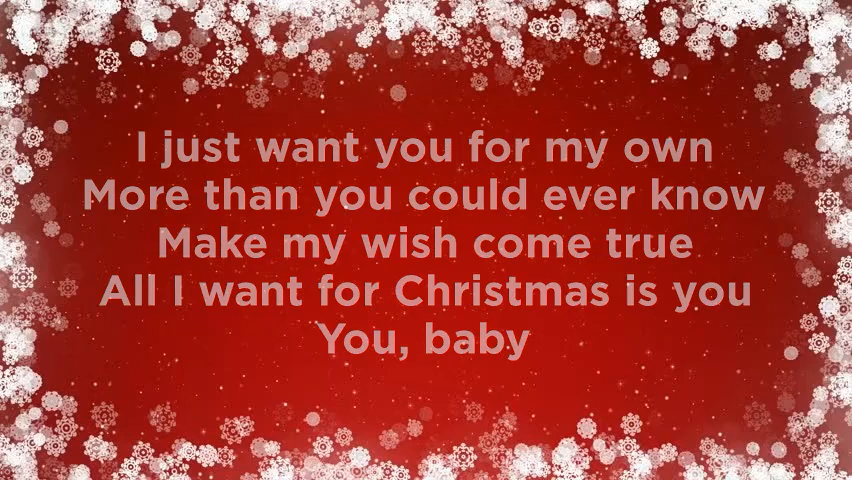 I just want you for my own
More than you could ever know
Make my wish come true
All I want for Christmas is you
You, baby